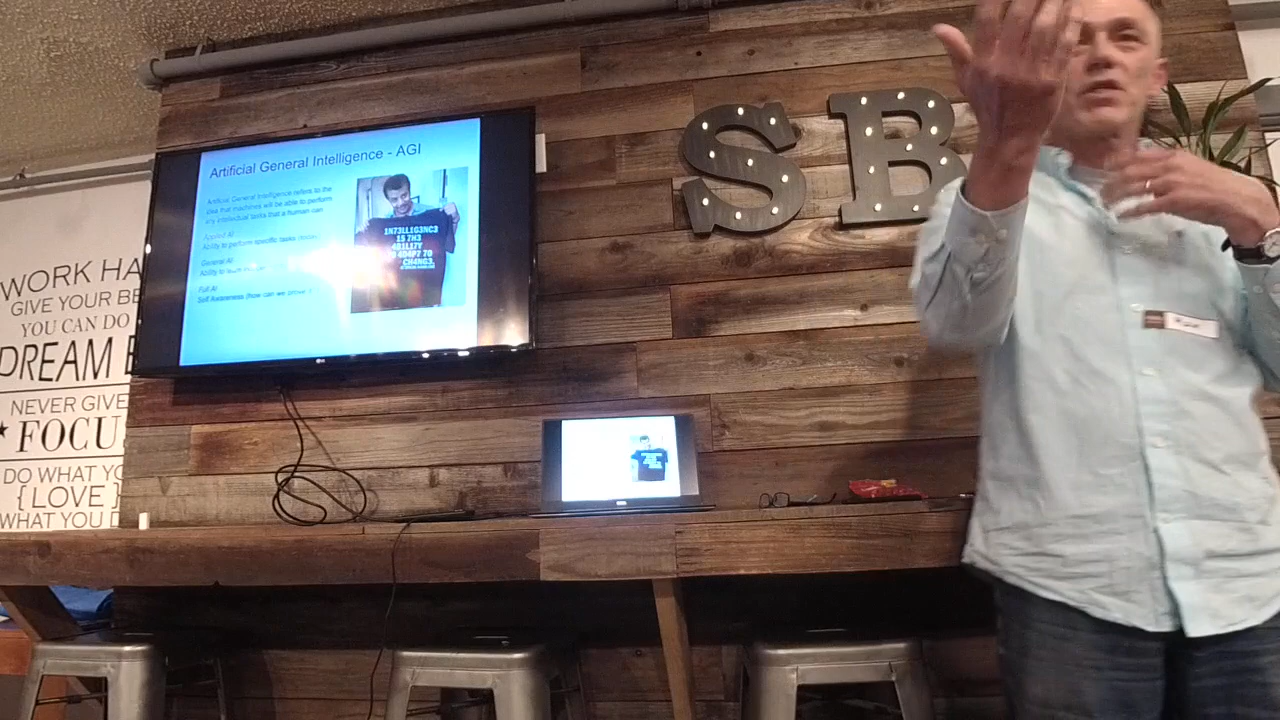 WORK HA
GIVE YOUR BE
YOU CAN DO
DREAM B
NEVER GIVE
FOCU
DO WHAT YO
{LOVE}
WHAT YOU D
Artificial General Intelligence - AGI
Artificial General Intelligence refers to the
idea that machines will be able to perform
intellectual tasks that a human can
Applied AI
Ability to perform specific tasks
General AI
Ability to
Full AI
Self Awareness (how can we prove
1N73LL1G3NC3
15 7H3
4B1L17Y
70 4D4P7 70
CH4NG3.
LG
SB